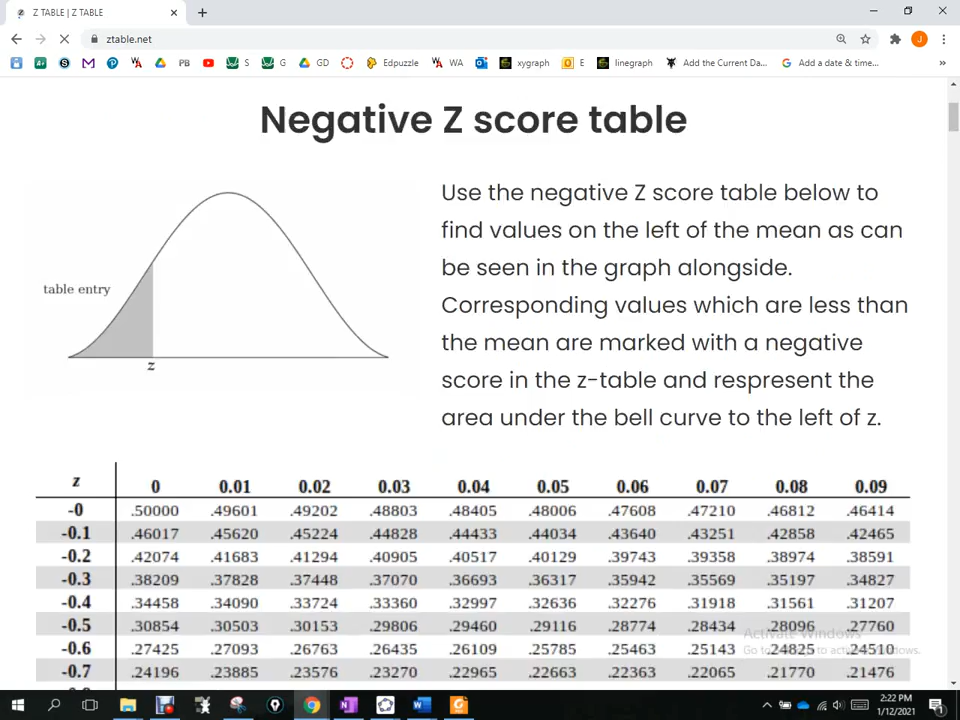 Z TABLE | Z TABLE
ztable.net
PB
S
G
GD
Edpuzzle
WA
E
xygraph
linegraph
Add the Current Da...
Add a date & time...
Negative Z score table
table entry
z
Use the negative Z score table below to
find values on the left of the mean as can
be seen in the graph alongside.
Corresponding values which are less than
the mean are marked with a negative
score in the z-table and respresent the
area under the bell curve to the left of z.
z 0 0.01 0.02 0.03 0.04 0.05 0.06 0.07 0.08 0.09
-0 .50000 .49601 .49202 .48803 .48405 .48006 .47608 .47210 .46812 .46414
-0.1 .46017 .45620 .45224 .44828 .44433 .44034 .43640 .43251 .42858 .42465
-0.2 .42074 .41683 .41294 .40905 .40517 .40129 .39743 .39358 .38974 .38591
-0.3 .38209 .37828 .37448 .37070 .36693 .36317 .35942 .35569 .35197 .34827
-0.4 .34458 .34090 .33724 .33360 .32997 .32636 .32276 .31918 .31561 .31207
-0.5 .30854 .30503 .30153 .29806 .29460 .29116 .28774 .28434 .28096 .27760
-0.6 .27425 .27093 .26763 .26435 .26109 .25785 .25463 .25143 .24825 .24510
-0.7 .24196 .23885 .23576 .23270 .22965 .22663 .22363 .22065 .21770 .21476
Activate Windows
Go to Settings to activate Windows.
2:22 PM
1/12/2021